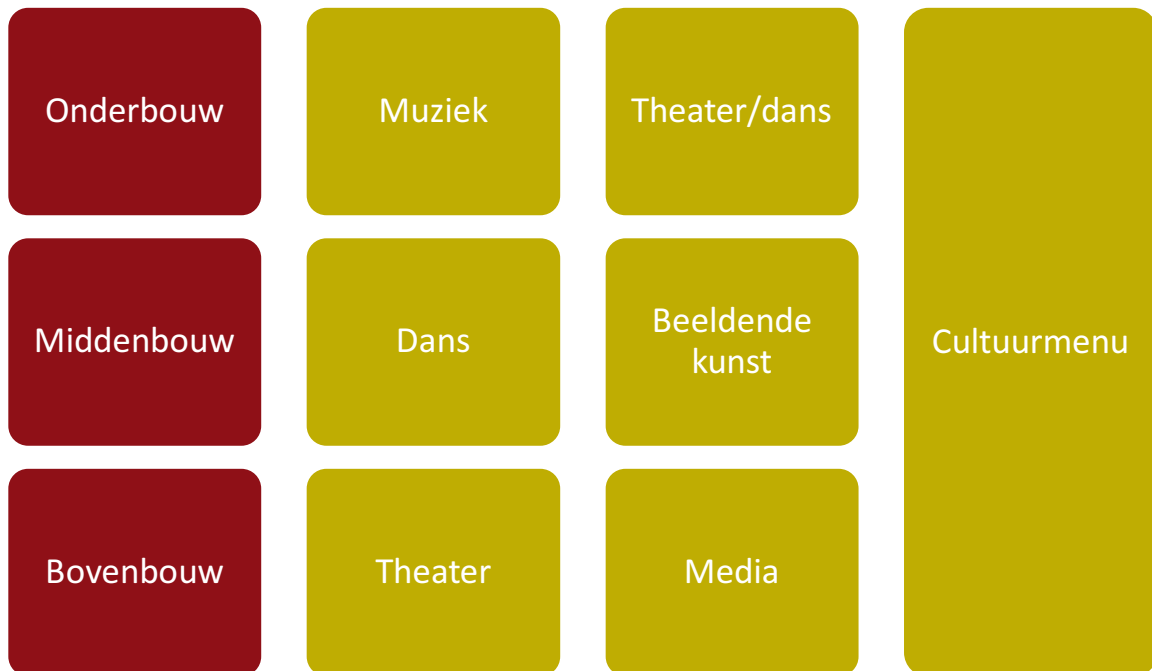 Onderbouw
Muziek
Theater/dans
Middenbouw
Dans
Beeldende
kunst
Cultuurmenu
Bovenbouw
Theater
Media